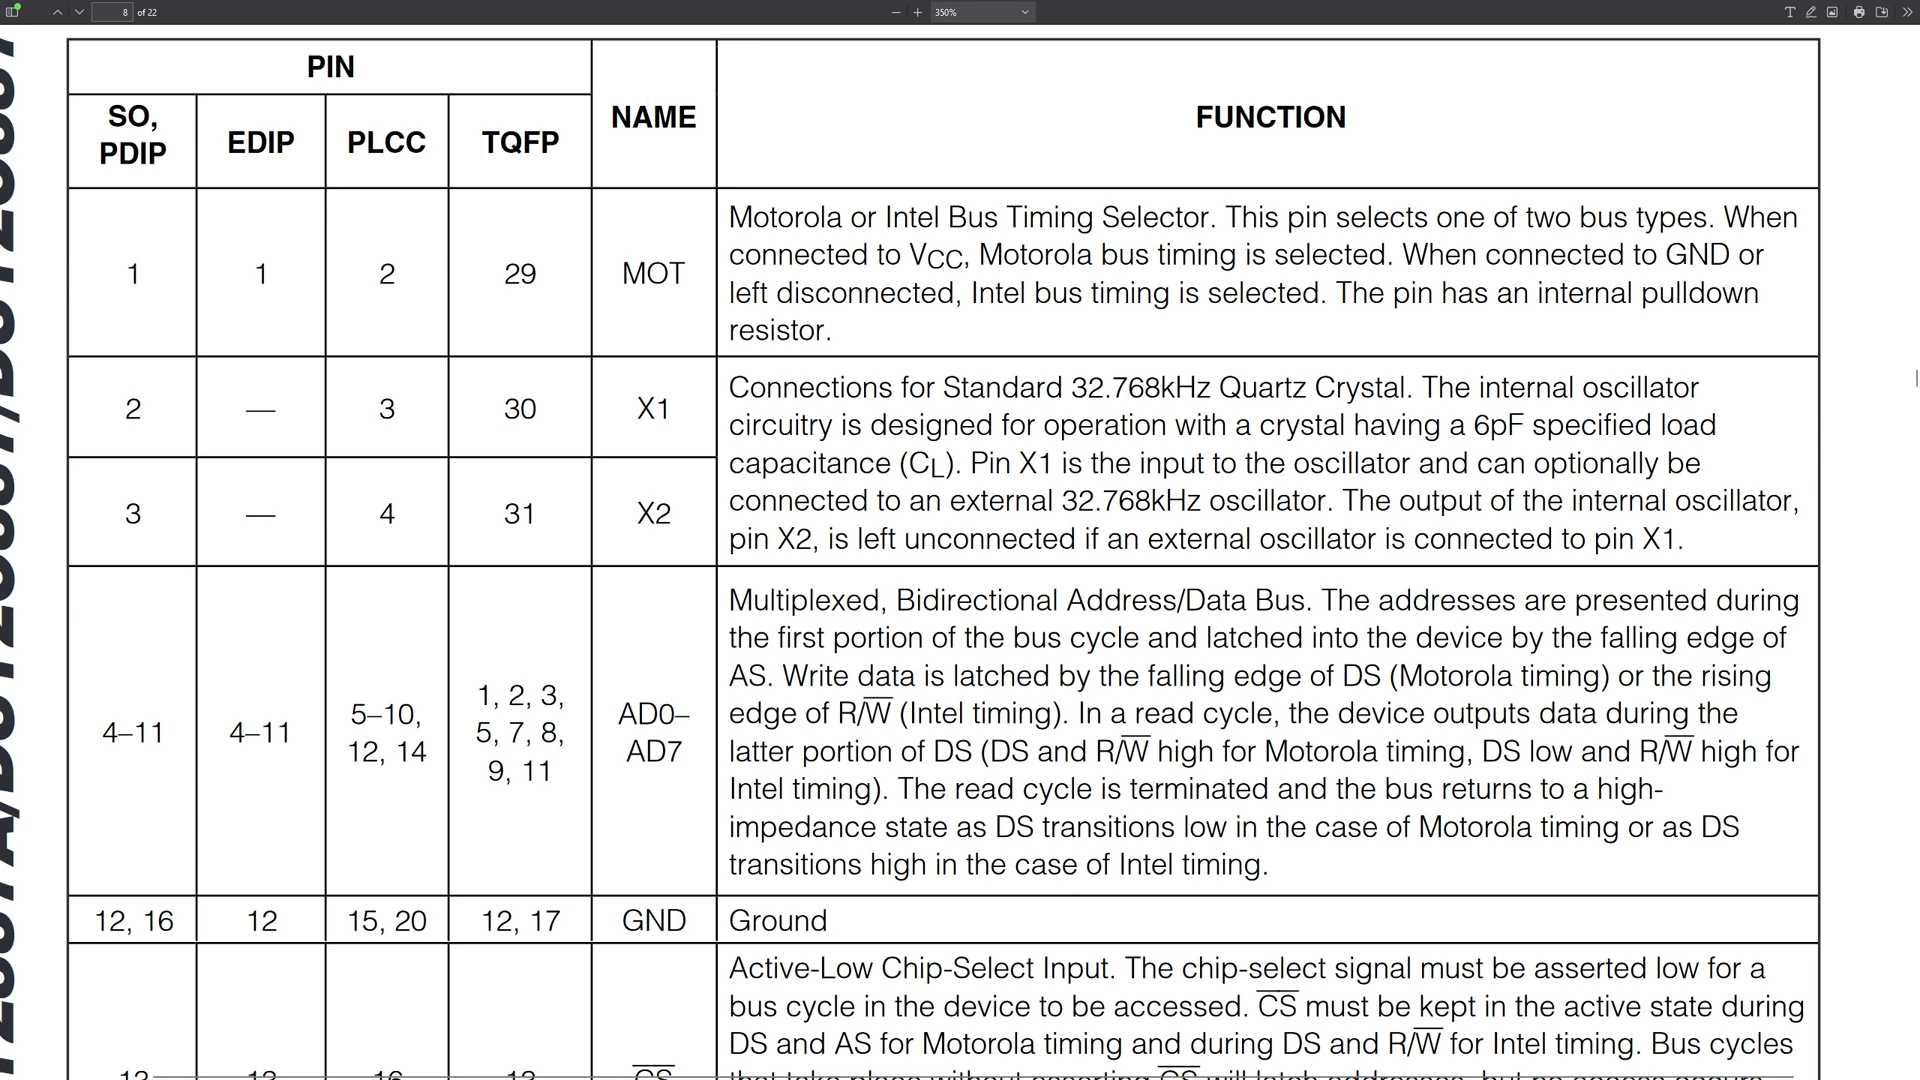 8 of 22
350%
PIN
NAME
FUNCTION
SO,
PDIP
EDIP
PLCC
TQFP
1
1
2
29
MOT
Motorola or Intel Bus Timing Selector. This pin selects one of two bus types. When
connected to VCC, Motorola bus timing is selected. When connected to GND or
left disconnected, Intel bus timing is selected. The pin has an internal pulldown
resistor.
2
—
3
30
X1
3
—
4
31
X2
Connections for Standard 32.768kHz Quartz Crystal. The internal oscillator
circuitry is designed for operation with a crystal having a 6pF specified load
capacitance (CL). Pin X1 is the input to the oscillator and can optionally be
connected to an external 32.768kHz oscillator. The output of the internal oscillator,
pin X2, is left unconnected if an external oscillator is connected to pin X1.
4–11
4–11
5–10,
12, 14
1, 2, 3,
5, 7, 8,
9, 11
AD0–
AD7
Multiplexed, Bidirectional Address/Data Bus. The addresses are presented during
the first portion of the bus cycle and latched into the device by the falling edge of
AS. Write data is latched by the falling edge of DS (Motorola timing) or the rising
edge of R/W̅ (Intel timing). In a read cycle, the device outputs data during the
latter portion of DS (DS and R/W̅ high for Motorola timing, DS low and R/W̅ high for
Intel timing). The read cycle is terminated and the bus returns to a high-
impedance state as DS transitions low in the case of Motorola timing or as DS
transitions high in the case of Intel timing.
12, 16
12
15, 20
12, 17
GND
Ground
13
13
16
13
C̅S̅
Active-Low Chip-Select Input. The chip-select signal must be asserted low for a
bus cycle in the device to be accessed. C̅S̅ must be kept in the active state during
DS and AS for Motorola timing and during DS and R/W̅ for Intel timing. Bus cycles
that take place without asserting C̅S̅ will latch addresses, but no access occurs.